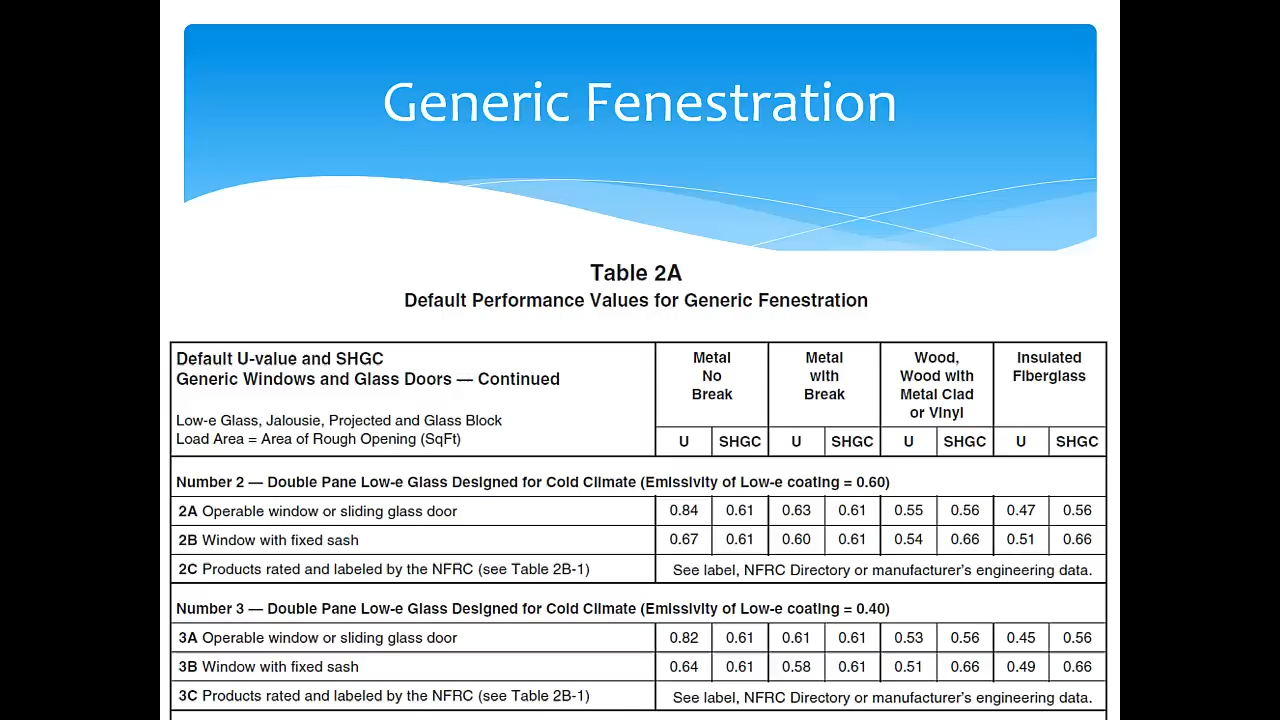 Generic Fenestration
Table 2A
Default Performance Values for Generic Fenestration
Default U-value and SHGC
Generic Windows and Glass Doors — Continued
Low-e Glass, Jalousie, Projected and Glass Block
Load Area = Area of Rough Opening (SqFt)
Metal No Break
Metal with Break
Wood, Wood with Metal Clad or Vinyl
Insulated Fiberglass
U SHGC U SHGC U SHGC U SHGC
Number 2 — Double Pane Low-e Glass Designed for Cold Climate (Emissivity of Low-e coating = 0.60)
2A Operable window or sliding glass door 0.84 0.61 0.63 0.61 0.55 0.56 0.47 0.56
2B Window with fixed sash 0.67 0.61 0.60 0.61 0.54 0.66 0.51 0.66
2C Products rated and labeled by the NFRC (see Table 2B-1) See label, NFRC Directory or manufacturer's engineering data.
Number 3 — Double Pane Low-e Glass Designed for Cold Climate (Emissivity of Low-e coating = 0.40)
3A Operable window or sliding glass door 0.82 0.61 0.61 0.61 0.53 0.56 0.45 0.56
3B Window with fixed sash 0.64 0.61 0.58 0.61 0.51 0.66 0.49 0.66
3C Products rated and labeled by the NFRC (see Table 2B-1) See label, NFRC Directory or manufacturer's engineering data.